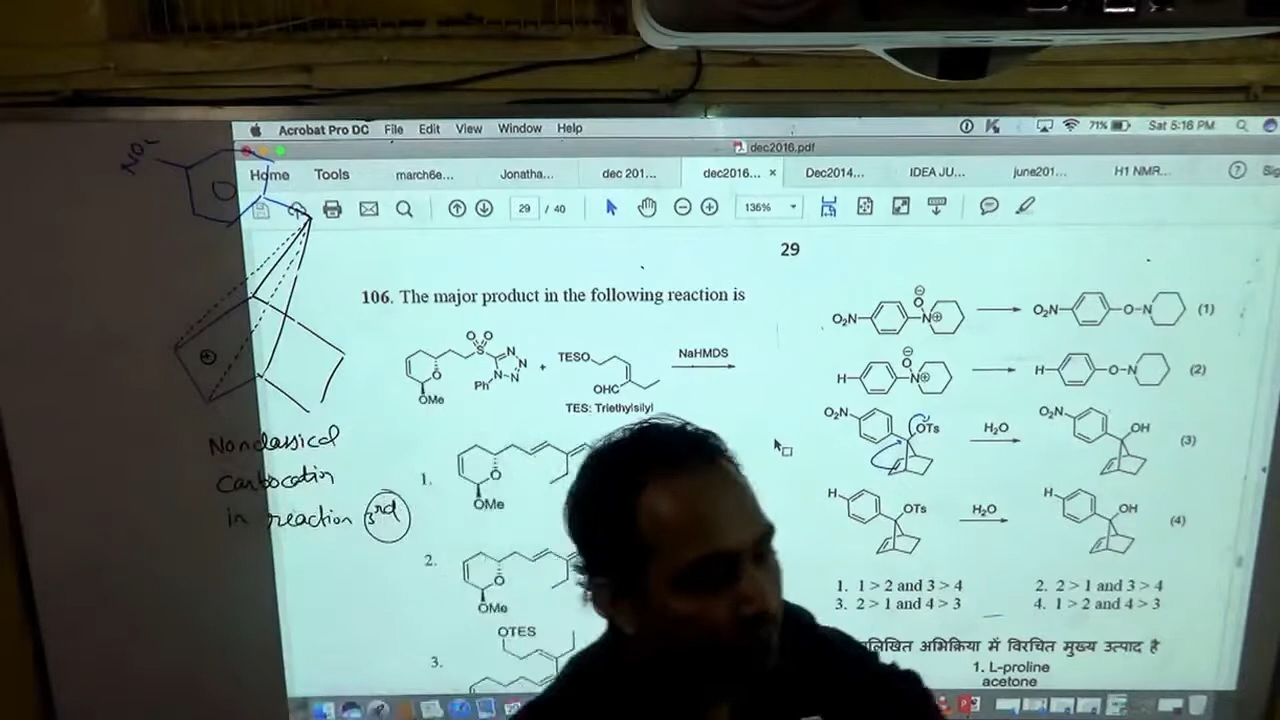 Acrobat Pro DC File Edit View Window Help 71% Sat 5:16 PM
dec2016.pdf
Home Tools march6e... Jonatha... dec 201... dec2016... × Dec2014... IDEA JU... june201... H1 NMR...
29 / 40 136%
29
NO₂
Nonclassical
Carbocation
in reaction 3rd
106. The major product in the following reaction is
O O
S
N
N
N
N
Ph
O
OMe
+
TESO
OHC
NaHMDS
TES: Triethylsilyl
1.
O
OMe
2.
O
OMe
3.
OTES
O₂N O N⊕ O₂N O-N (1)
H O N⊕ H O-N (2)
O₂N OTs H₂O O₂N OH (3)
H OTs H₂O H OH (4)
1. 1 > 2 and 3 > 4 2. 2 > 1 and 3 > 4
3. 2 > 1 and 4 > 3 4. 1 > 2 and 4 > 3
अभिक्रिया में विरचित मुख्य उत्पाद है
1. L-proline
acetone